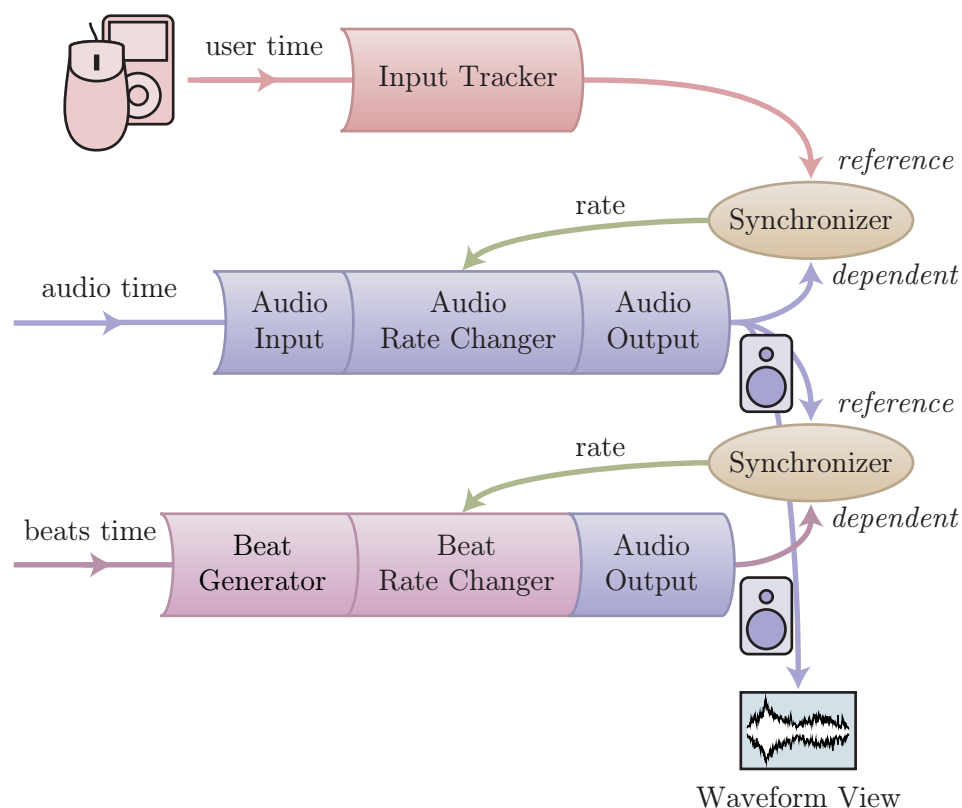 user time
Input Tracker
reference
rate
Synchronizer
dependent
audio time
Audio
Input
Audio
Rate Changer
Audio
Output
reference
rate
Synchronizer
dependent
beats time
Beat
Generator
Beat
Rate Changer
Audio
Output
Waveform View